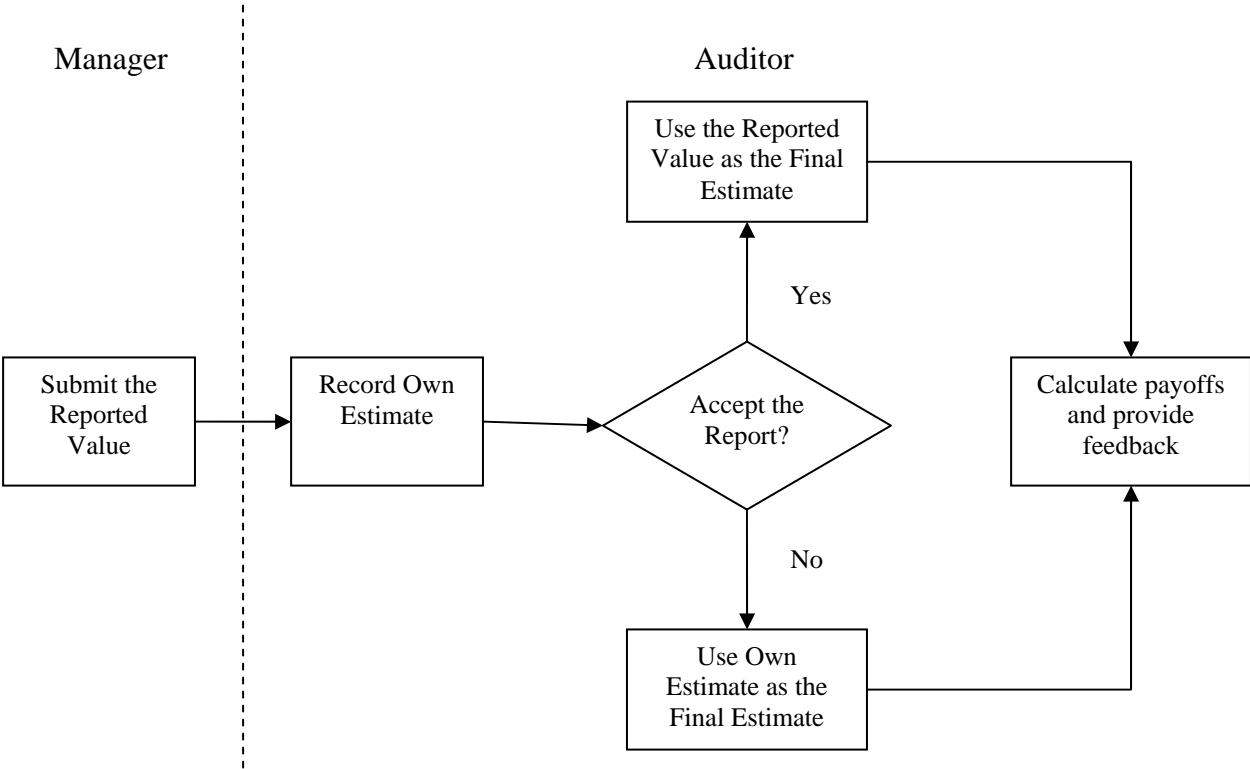 Manager
Auditor
Use the Reported
Value as the Final
Estimate
Yes
Submit the
Reported
Value
Record Own
Estimate
Accept the
Report?
Calculate payoffs
and provide
feedback
No
Use Own
Estimate as the
Final Estimate